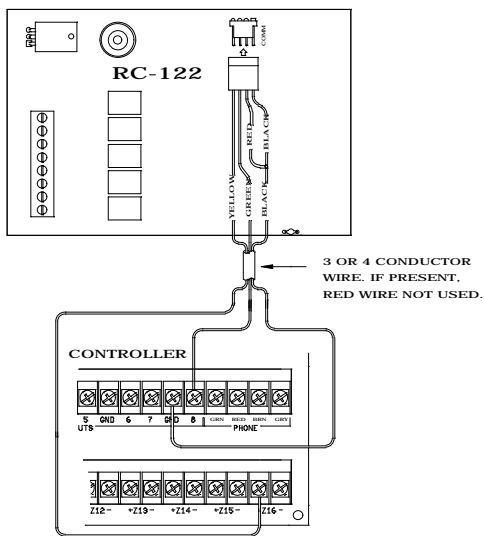 COMM
RC-122
RED
BLACK
YELLOW
GREEN
BLACK
3 OR 4 CONDUCTOR
WIRE. IF PRESENT,
RED WIRE NOT USED.
CONTROLLER
5 GND 6 7 GND 8 GRN RED BRN GRY
UTS PHONE
Z12- +Z13- +Z14- +Z15- +Z16-